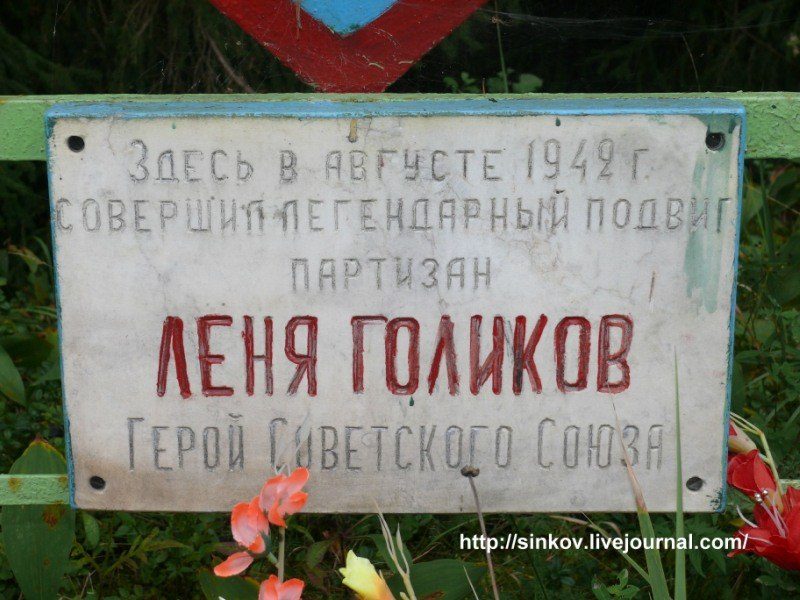 Здесь в августе 1942 г.
совершил легендарный подвиг
партизан
ЛЕНЯ ГОЛИКОВ
Герой Советского Союза
http://sinkov.livejournal.com/